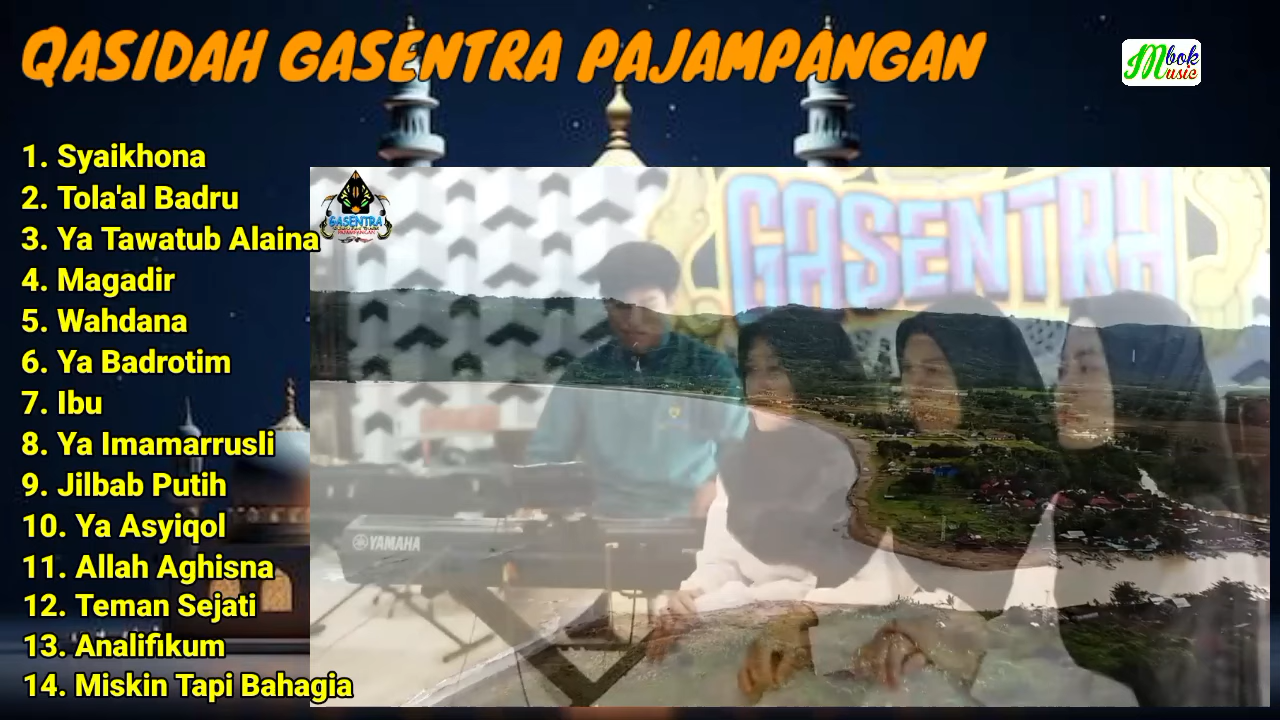 QASIDAH GASENTRA PAJAMPANGAN
Mbok
Music
1. Syaikhona
2. Tola'al Badru
3. Ya Tawatub Alaina
4. Magadir
5. Wahdana
6. Ya Badrotim
7. Ibu
8. Ya Imamarrusli
9. Jilbab Putih
10. Ya Asyiqol
11. Allah Aghisna
12. Teman Sejati
13. Analifikum
14. Miskin Tapi Bahagia
GASENTRA
PAJAMPANGAN
GASENTRA
YAMAHA